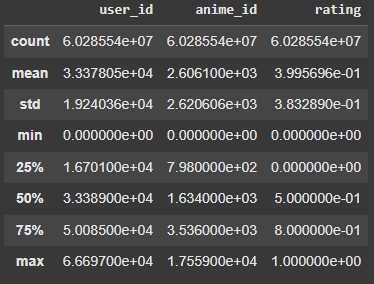 user_id anime_id rating
count 6.028554e+07 6.028554e+07 6.028554e+07
mean 3.337805e+04 2.606100e+03 3.995696e-01
std 1.924036e+04 2.620606e+03 3.832890e-01
min 0.000000e+00 0.000000e+00 0.000000e+00
25% 1.670100e+04 7.980000e+02 0.000000e+00
50% 3.338900e+04 1.634000e+03 5.000000e-01
75% 5.008500e+04 3.536000e+03 8.000000e-01
max 6.669700e+04 1.755900e+04 1.000000e+00